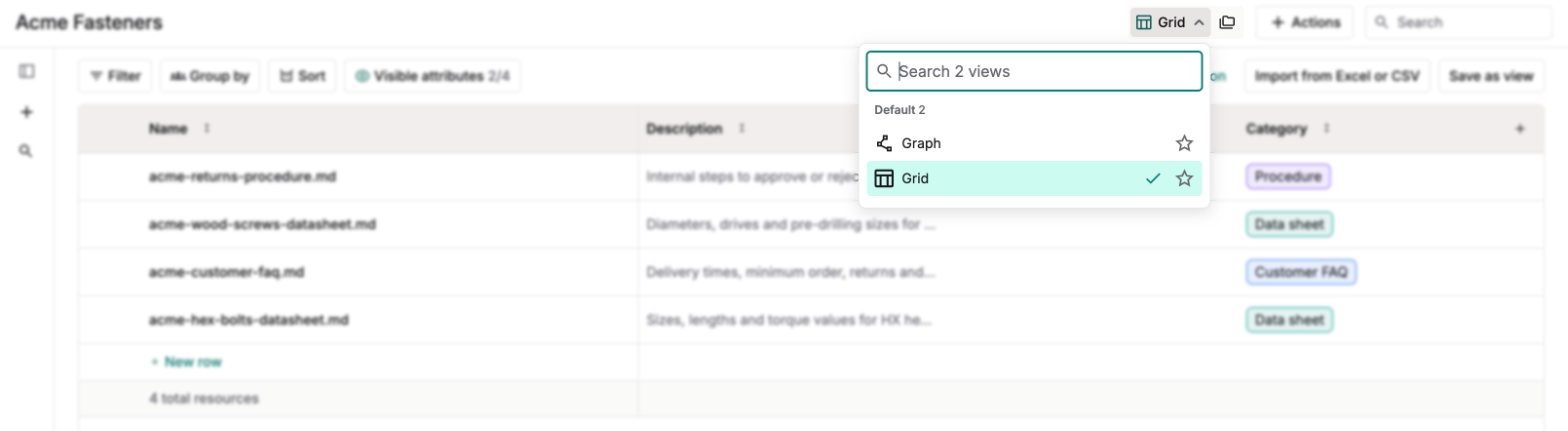 Acme Fasteners
Grid
Actions
Search
Filter
Group by
Sort
Visible attributes 2/4
Search 2 views
on
Import from Excel or CSV
Save as view
Default 2
Graph
Grid
Name
Description
Category
acme-returns-procedure.md
Internal steps to approve or rejec
Procedure
acme-wood-screws-datasheet.md
Diameters, drives and pre-drilling sizes for ...
Data sheet
acme-customer-faq.md
Delivery times, minimum order, returns and...
Customer FAQ
acme-hex-bolts-datasheet.md
Sizes, lengths and torque values for HX he...
Data sheet
+ New row
4 total resources